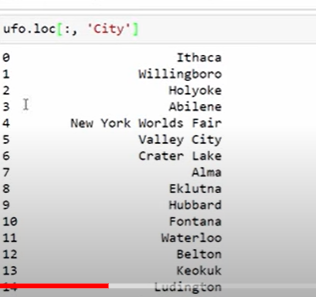 ufo.loc[:, 'City']
0 Ithaca
1 Willingboro
2 Holyoke
3 Abilene
4 New York Worlds Fair
5 Valley City
6 Crater Lake
7 Alma
8 Eklutna
9 Hubbard
10 Fontana
11 Waterloo
12 Belton
13 Keokuk
14 Ludington